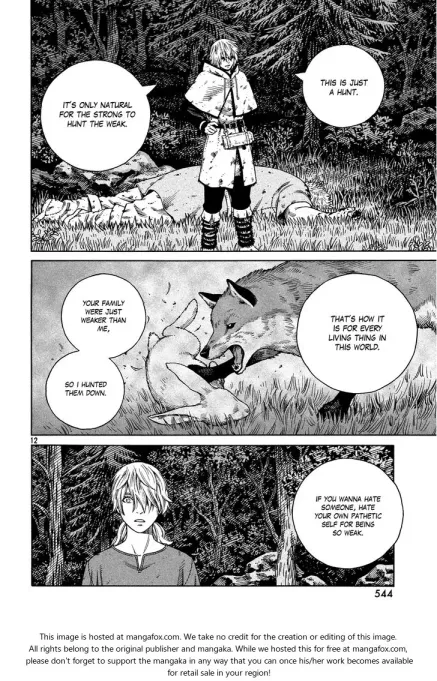 THIS IS JUST
A HUNT.
IT'S ONLY NATURAL
FOR THE STRONG TO
HUNT THE WEAK.
THAT'S HOW IT
IS FOR EVERY
LIVING THING IN
THIS WORLD.
YOUR FAMILY
WERE JUST
WEAKER THAN
ME,
SO I HUNTED
THEM DOWN.
12
IF YOU WANNA HATE
SOMEONE, HATE
YOUR OWN PATHETIC
SELF FOR BEING
SO WEAK.
544
This image is hosted at mangafox.com. We take no credit for the creation or editing of this image.
All rights belong to the original publisher and mangaka. While we hosted this for free at mangafox.com,
please don't forget to support the mangaka in any way that you can once his/her work becomes available
for retail sale in your region!